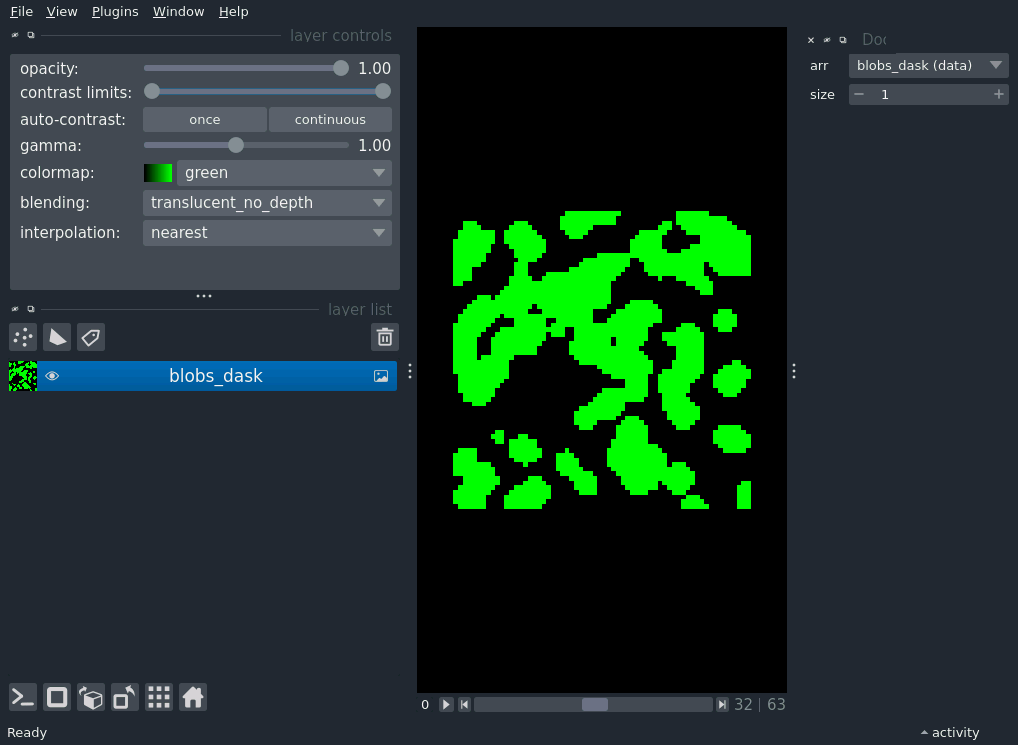 File View Plugins Window Help
layer controls
opacity: 1.00
contrast limits:
auto-contrast: once continuous
gamma: 1.00
colormap: green
blending: translucent_no_depth
interpolation: nearest
layer list
blobs_dask
0 32 | 63
Ready
activity
arr blobs_dask (data)
size 1